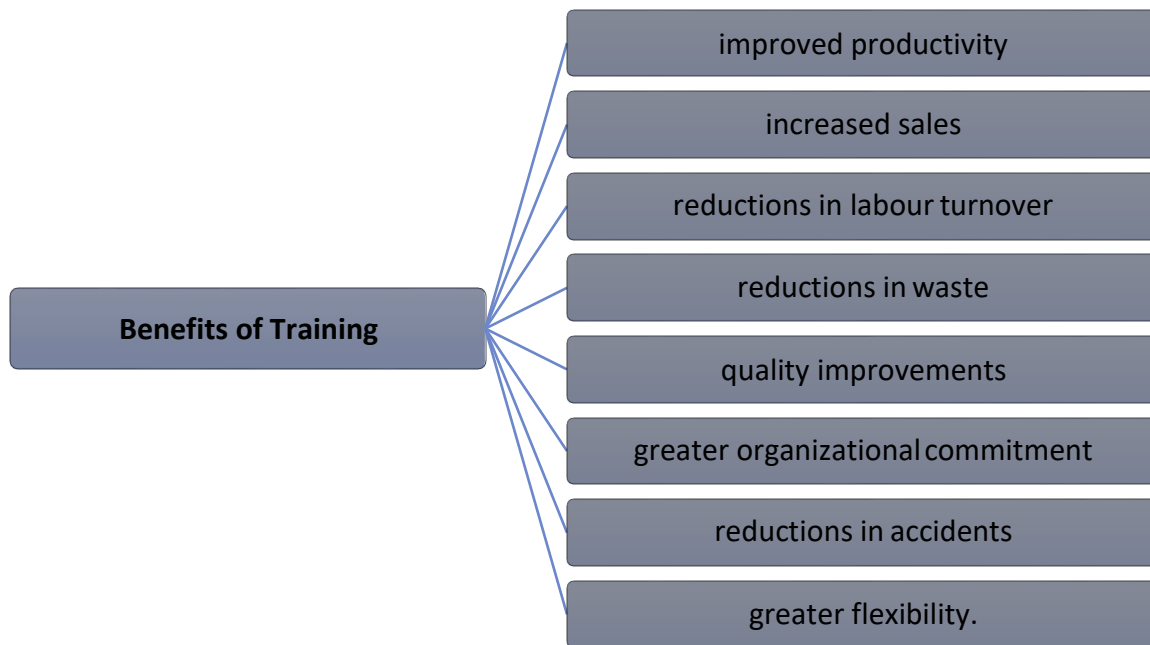 improved productivity
increased sales
reductions in labour turnover
reductions in waste
Benefits of Training
quality improvements
greater organizational commitment
reductions in accidents
greater flexibility.